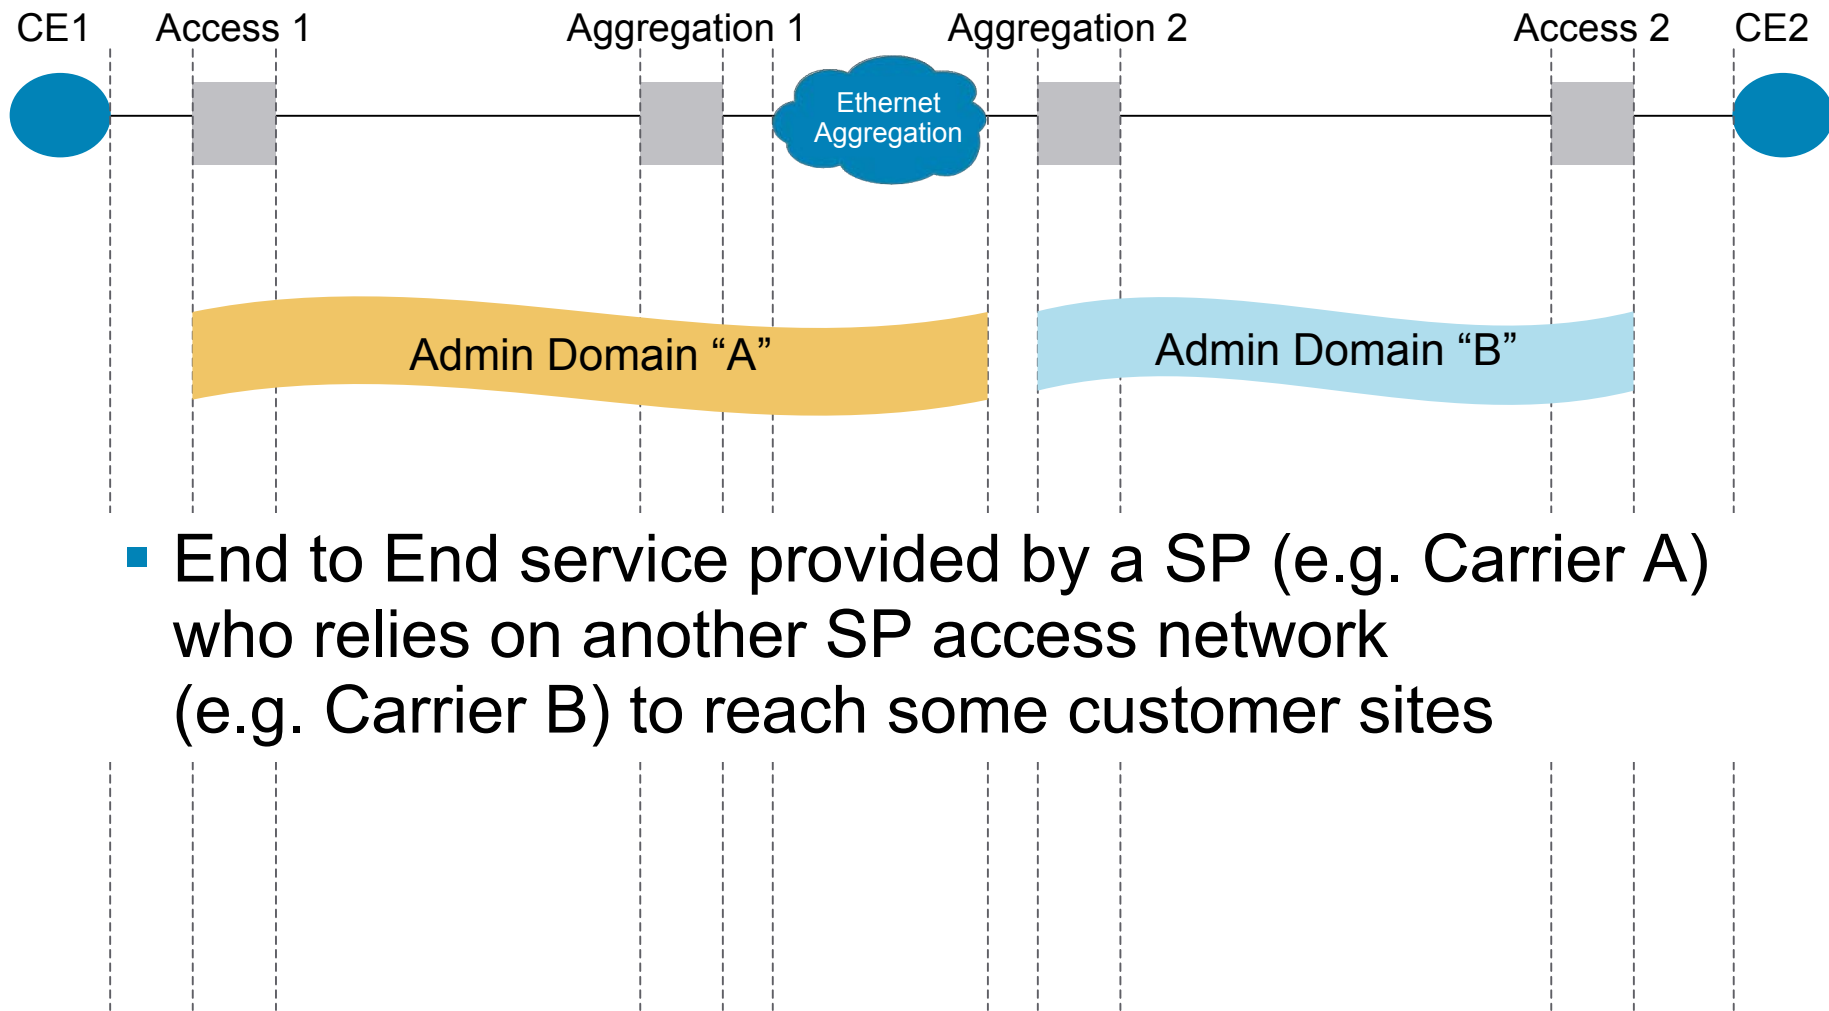 CE1
Access 1
Aggregation 1
Aggregation 2
Access 2
CE2
Ethernet
Aggregation
Admin Domain “A”
Admin Domain “B”
End to End service provided by a SP (e.g. Carrier A)
who relies on another SP access network
(e.g. Carrier B) to reach some customer sites